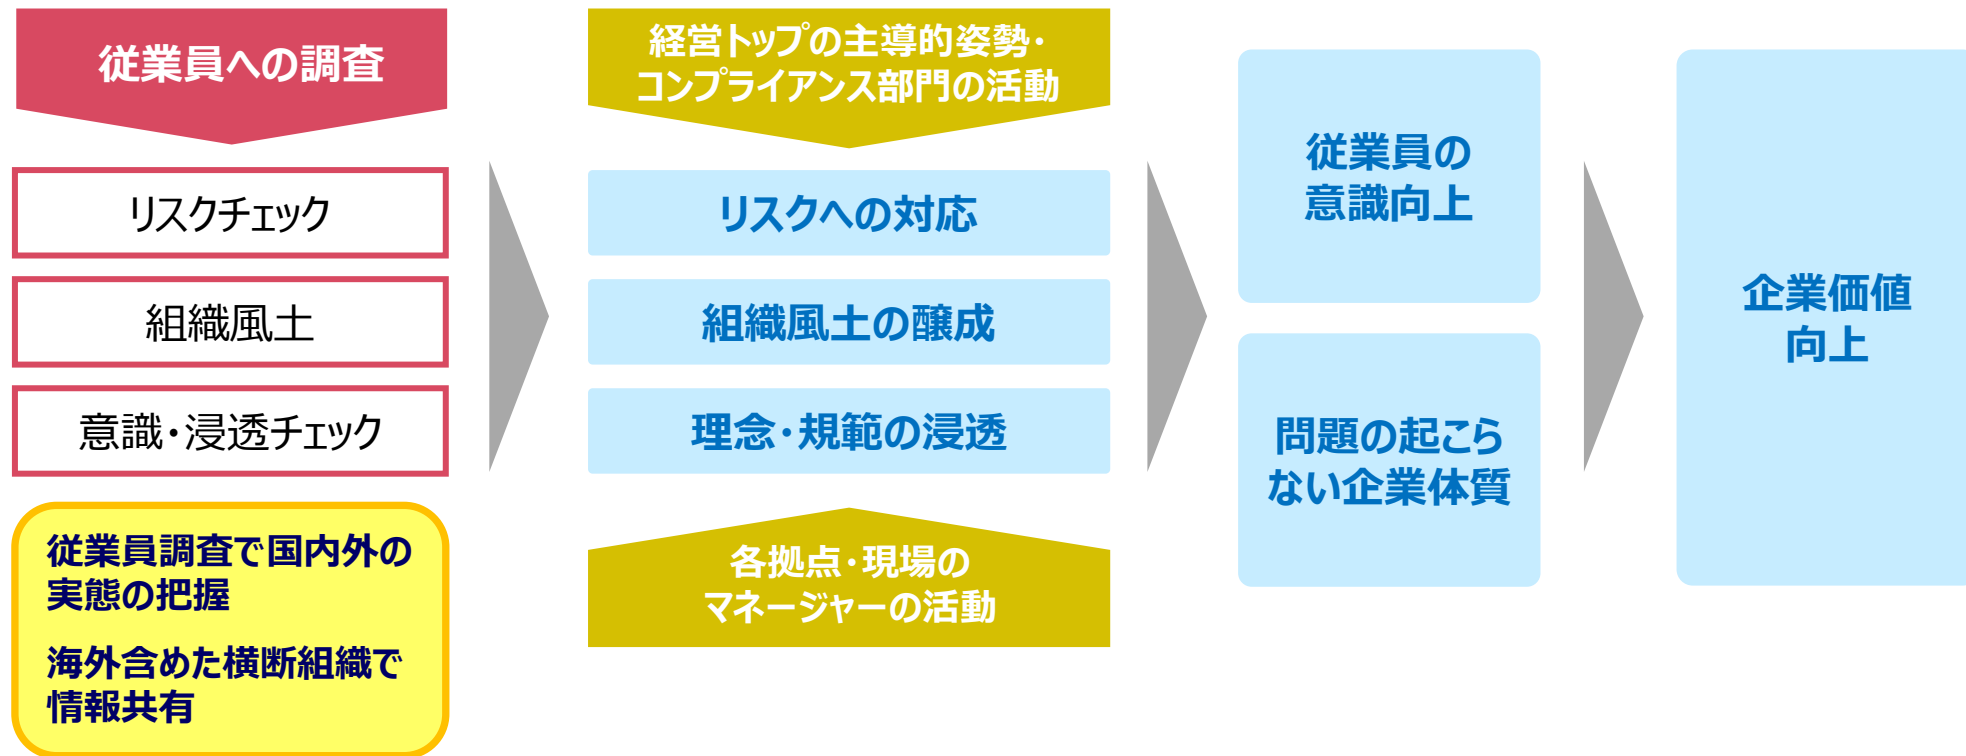 従業員への調査
リスクチェック
組織風土
意識・浸透チェック
従業員調査で国内外の
実態の把握
海外含めた横断組織で
情報共有
経営トップの主導的姿勢・
コンプライアンス部門の活動
リスクへの対応
組織風土の醸成
理念・規範の浸透
各拠点・現場の
マネージャーの活動
従業員の
意識向上
問題の起こら
ない企業体質
企業価値
向上